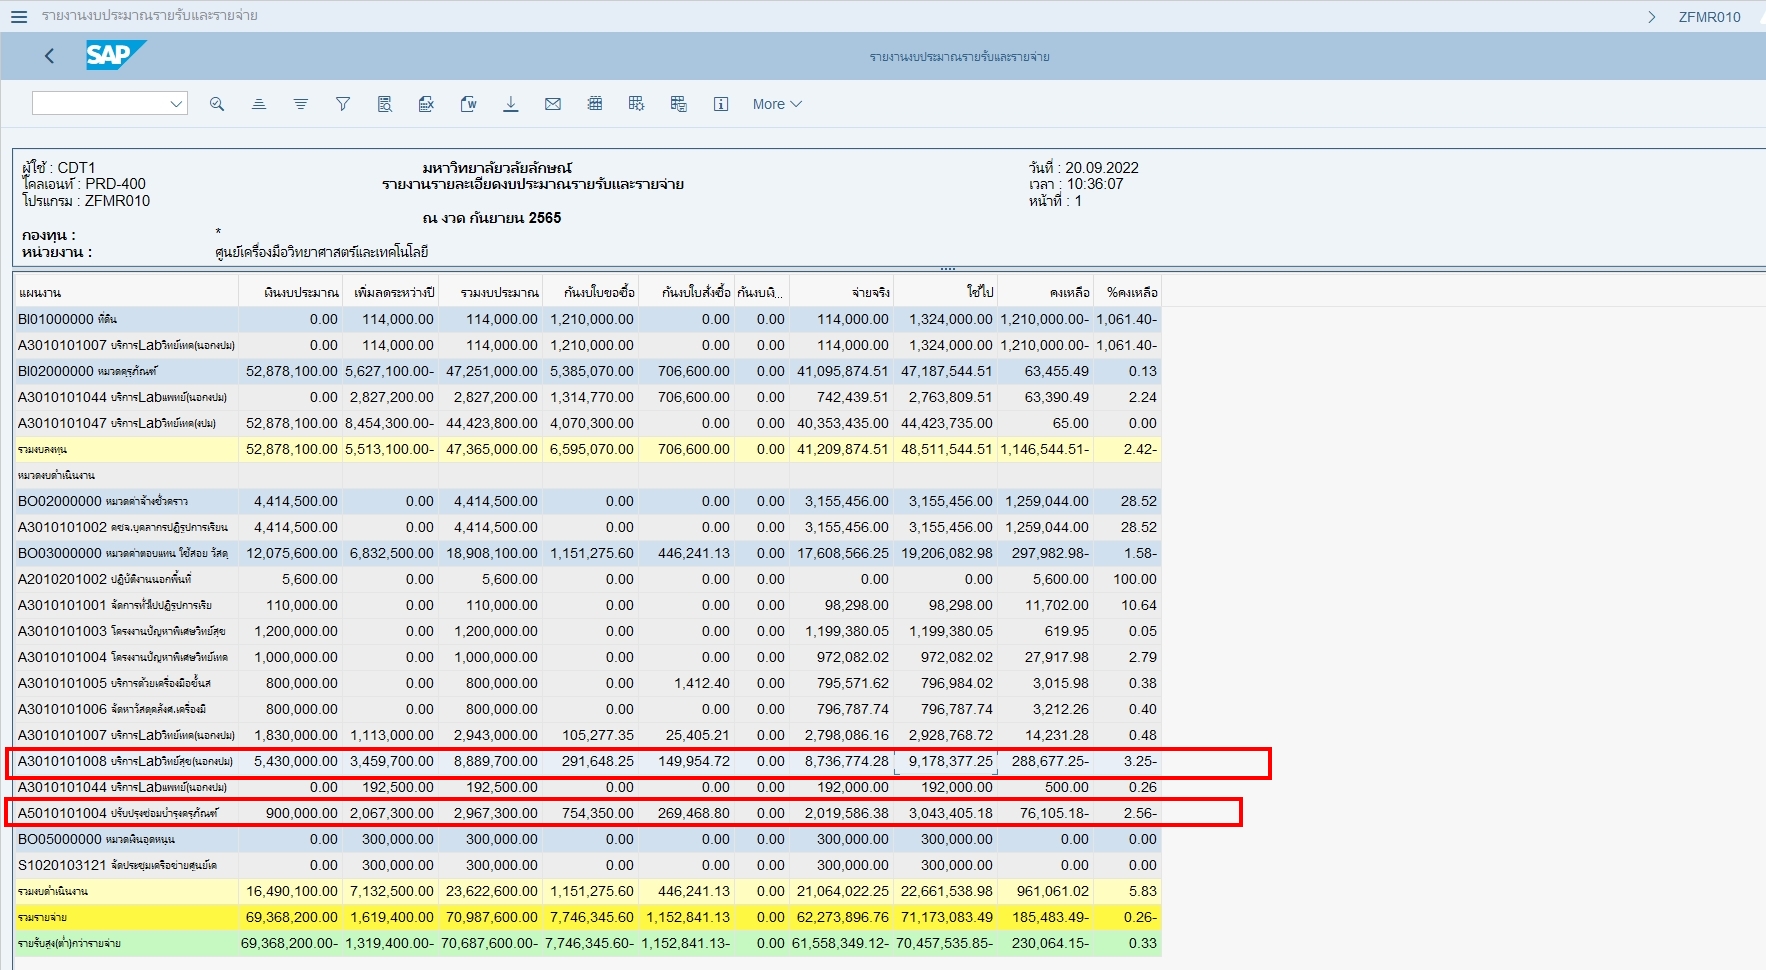 รายงานงบประมาณรายรับและรายจ่าย ZFMR010
SAP รายงานงบประมาณรายรับและรายจ่าย
More
ผู้ใช้ : CDT1 มหาวิทยาลัยวลัยลักษณ์ วันที่ : 20.09.2022
ไคลเอนท์ : PRD-400 รายงานรายละเอียดงบประมาณรายรับและรายจ่าย เวลา : 10:36:07
โปรแกรม : ZFMR010 หน้าที่ : 1
ณ งวด กันยายน 2565
กองทุน : *
หน่วยงาน : ศูนย์เครื่องมือวิทยาศาสตร์และเทคโนโลยี
แผนงาน เงินงบประมาณ เพิ่มลดระหว่างปี รวมงบประมาณ กันงบใบขอซื้อ กันงบใบสั่งซื้อ กันงบเงิ... จ่ายจริง ใช้ไป คงเหลือ %คงเหลือ
BI01000000 ที่ดิน 0.00 114,000.00 114,000.00 1,210,000.00 0.00 0.00 114,000.00 1,324,000.00 1,210,000.00- 1,061.40-
A3010101007 บริการLabวิทย์เทค(นอกงปม) 0.00 114,000.00 114,000.00 1,210,000.00 0.00 0.00 114,000.00 1,324,000.00 1,210,000.00- 1,061.40-
BI02000000 หมวดครุภัณฑ์ 52,878,100.00 5,627,100.00- 47,251,000.00 5,385,070.00 706,600.00 0.00 41,095,874.51 47,187,544.51 63,455.49 0.13
A3010101044 บริการLabแพทย์(นอกงปม) 0.00 2,827,200.00 2,827,200.00 1,314,770.00 706,600.00 0.00 742,439.51 2,763,809.51 63,390.49 2.24
A3010101047 บริการLabวิทย์เทค(งปม) 52,878,100.00 8,454,300.00- 44,423,800.00 4,070,300.00 0.00 0.00 40,353,435.00 44,423,735.00 65.00 0.00
รวมงบลงทุน 52,878,100.00 5,513,100.00- 47,365,000.00 6,595,070.00 706,600.00 0.00 41,209,874.51 48,511,544.51 1,146,544.51- 2.42-
หมวดงบดำเนินงาน
BO02000000 หมวดค่าจ้างชั่วคราว 4,414,500.00 0.00 4,414,500.00 0.00 0.00 0.00 3,155,456.00 3,155,456.00 1,259,044.00 28.52
A3010101002 คชจ.บุคลากรปฏิรูปการเรียน 4,414,500.00 0.00 4,414,500.00 0.00 0.00 0.00 3,155,456.00 3,155,456.00 1,259,044.00 28.52
BO03000000 หมวดค่าตอบแทน ใช้สอย วัสดุ 12,075,600.00 6,832,500.00 18,908,100.00 1,151,275.60 446,241.13 0.00 17,608,566.25 19,206,082.98 297,982.98- 1.58-
A2010201002 ปฏิบัติงานนอกพื้นที่ 5,600.00 0.00 5,600.00 0.00 0.00 0.00 0.00 0.00 5,600.00 100.00
A3010101001 จัดการทั่วไปปฏิรูปการเรีย 110,000.00 0.00 110,000.00 0.00 0.00 0.00 98,298.00 98,298.00 11,702.00 10.64
A3010101003 โครงงานปัญหาพิเศษวิทย์สุข 1,200,000.00 0.00 1,200,000.00 0.00 0.00 0.00 1,199,380.05 1,199,380.05 619.95 0.05
A3010101004 โครงงานปัญหาพิเศษวิทย์เทค 1,000,000.00 0.00 1,000,000.00 0.00 0.00 0.00 972,082.02 972,082.02 27,917.98 2.79
A3010101005 บริการด้วยเครื่องมือขั้นส 800,000.00 0.00 800,000.00 0.00 1,412.40 0.00 795,571.62 796,984.02 3,015.98 0.38
A3010101006 จัดหาวัสดุคลังศ.เครื่องมื 800,000.00 0.00 800,000.00 0.00 0.00 0.00 796,787.74 796,787.74 3,212.26 0.40
A3010101007 บริการLabวิทย์เทค(นอกงปม) 1,830,000.00 1,113,000.00 2,943,000.00 105,277.35 25,405.21 0.00 2,798,086.16 2,928,768.72 14,231.28 0.48
A3010101008 บริการLabวิทย์สุข(นอกงปม) 5,430,000.00 3,459,700.00 8,889,700.00 291,648.25 149,954.72 0.00 8,736,774.28 9,178,377.25 288,677.25- 3.25-
A3010101044 บริการLabแพทย์(นอกงปม) 0.00 192,500.00 192,500.00 0.00 0.00 0.00 192,000.00 192,000.00 500.00 0.26
A5010101004 ปรับปรุงซ่อมบำรุงครุภัณฑ์ 900,000.00 2,067,300.00 2,967,300.00 754,350.00 269,468.80 0.00 2,019,586.38 3,043,405.18 76,105.18- 2.56-
BO05000000 หมวดเงินอุดหนุน 0.00 300,000.00 300,000.00 0.00 0.00 0.00 300,000.00 300,000.00 0.00 0.00
S1020103121 จัดประชุมเครือข่ายศูนย์เค 0.00 300,000.00 300,000.00 0.00 0.00 0.00 300,000.00 300,000.00 0.00 0.00
รวมงบดำเนินงาน 16,490,100.00 7,132,500.00 23,622,600.00 1,151,275.60 446,241.13 0.00 21,064,022.25 22,661,538.98 961,061.02 5.83
รวมรายจ่าย 69,368,200.00 1,619,400.00 70,987,600.00 7,746,345.60 1,152,841.13 0.00 62,273,896.76 71,173,083.49 185,483.49- 0.26-
รายรับสูง(ต่ำ)กว่ารายจ่าย 69,368,200.00- 1,319,400.00- 70,687,600.00- 7,746,345.60- 1,152,841.13- 0.00 61,558,349.12- 70,457,535.85- 230,064.15- 0.33